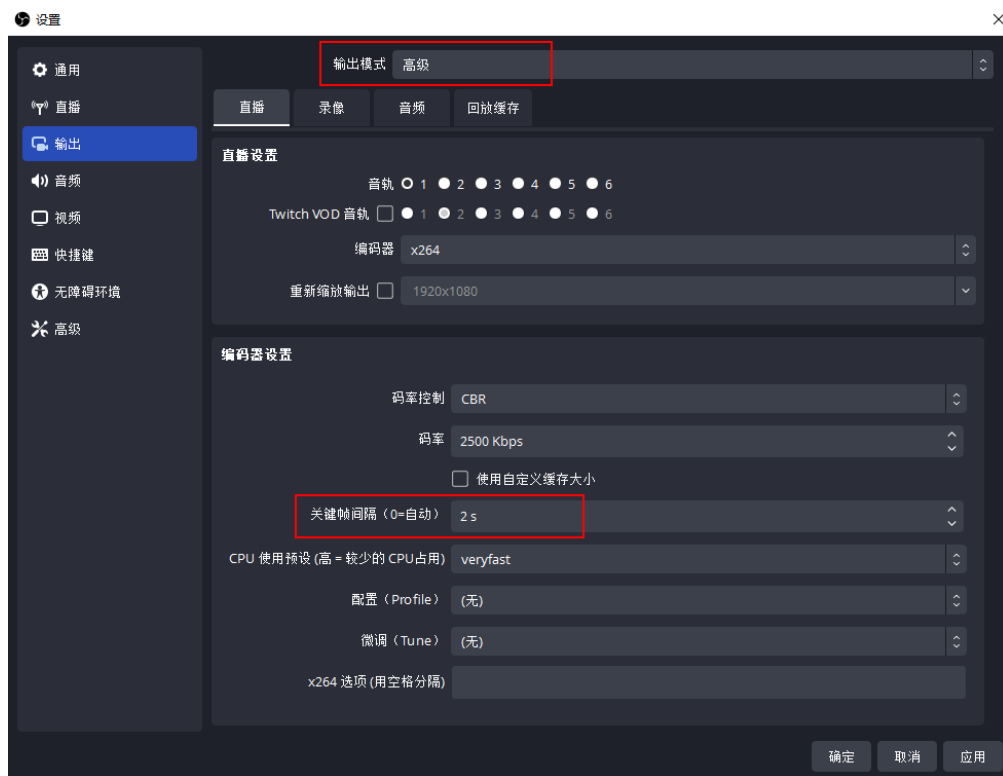 设置
通用
直播
输出
音频
视频
快捷键
无障碍环境
高级
输出模式 高级
直播 录像 音频 回放缓存
直播设置
音轨 1 2 3 4 5 6
Twitch VOD 音轨 1 2 3 4 5 6
编码器 x264
重新缩放输出 1920x1080
编码器设置
码率控制 CBR
码率 2500 Kbps
使用自定义缓存大小
关键帧间隔（0=自动） 2 s
CPU 使用预设 (高 = 较少的 CPU占用) veryfast
配置（Profile） (无)
微调（Tune） (无)
x264 选项 (用空格分隔)
确定 取消 应用